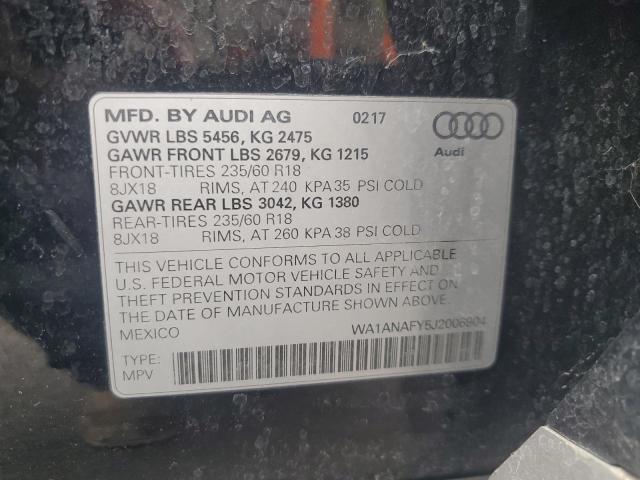 MFD. BY AUDI AG 0217
GVWR LBS 5456, KG 2475
GAWR FRONT LBS 2679, KG 1215
Audi
FRONT-TIRES 235/60 R18
8JX18 RIMS, AT 240 KPA 35 PSI COLD
GAWR REAR LBS 3042, KG 1380
REAR-TIRES 235/60 R18
8JX18 RIMS, AT 260 KPA 38 PSI COLD
THIS VEHICLE CONFORMS TO ALL APPLICABLE
U.S. FEDERAL MOTOR VEHICLE SAFETY AND
THEFT PREVENTION STANDARDS IN EFFECT ON
THE DATE OF MANUFACTURE SHOWN ABOVE.
MEXICO WA1ANAFY5J2006904
TYPE:
MPV